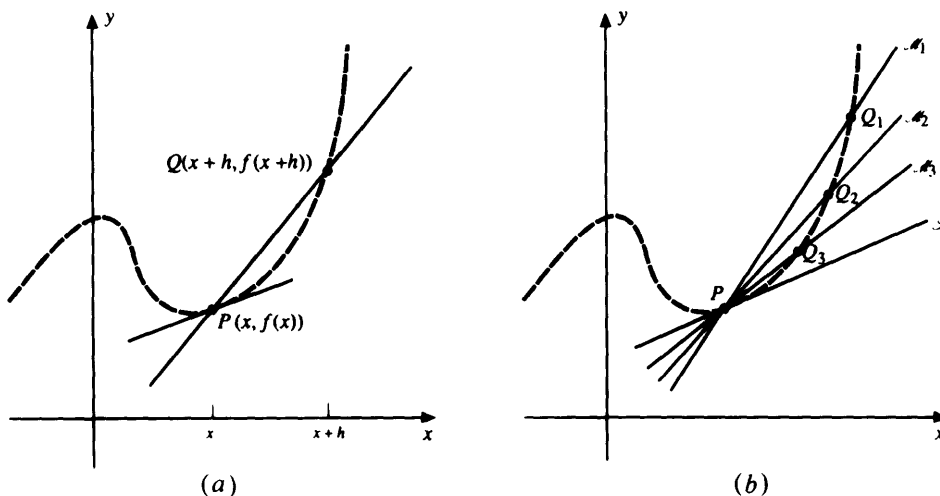 y
Q(x + h, f(x+h))
P(x, f(x))
x
x + h
x
(a)
y
Q₁
Q₂
Q₃
P
x
(b)